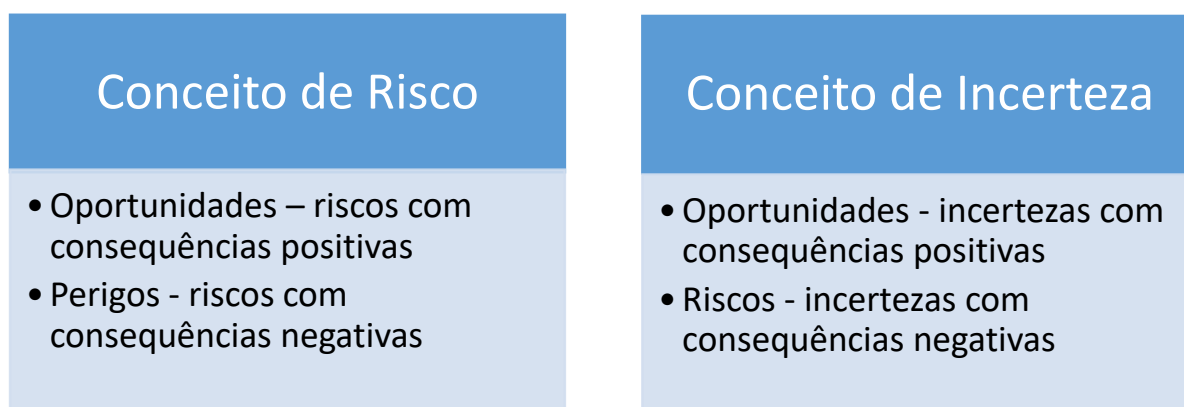 Conceito de Risco
• Oportunidades – riscos com
consequências positivas
• Perigos - riscos com
consequências negativas
Conceito de Incerteza
• Oportunidades - incertezas com
consequências positivas
• Riscos - incertezas com
consequências negativas